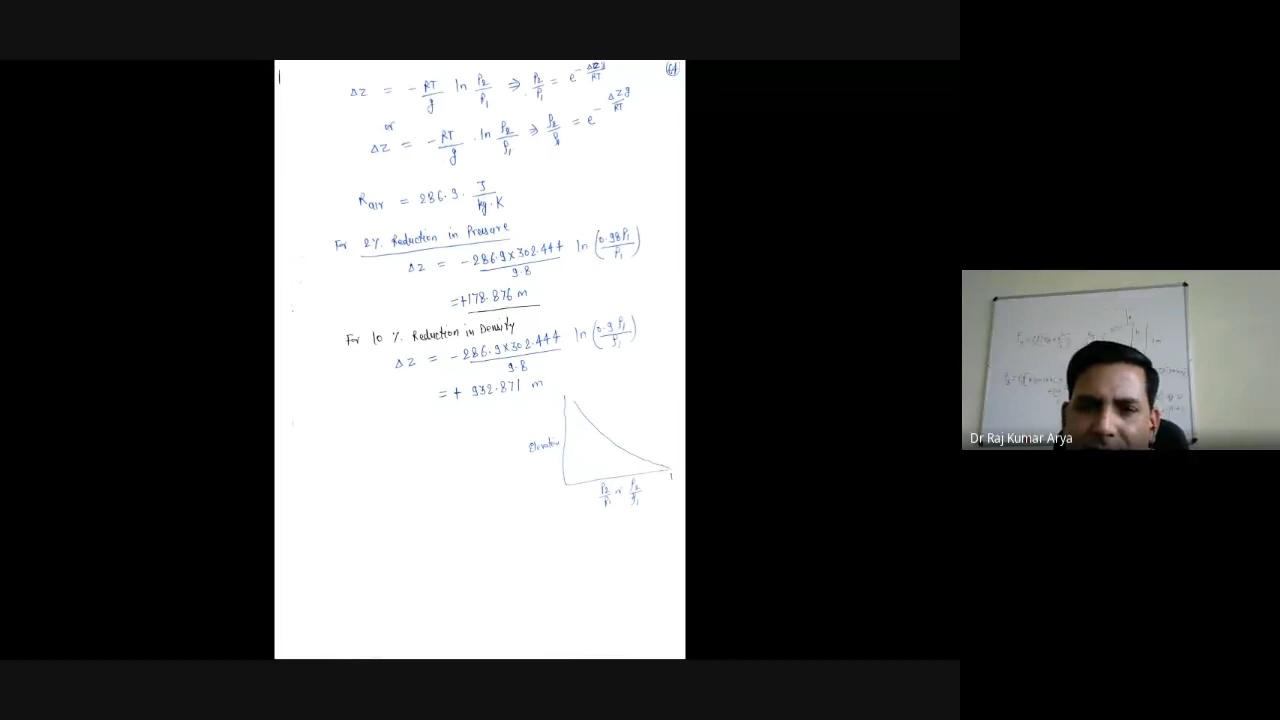 64
ΔZ = - RT/g ln P2/P1 ⇒ P2/P1 = e^(- ΔZg/RT)
or
ΔZ = - RT/g . ln ρ2/ρ1 ⇒ ρ2/ρ1 = e^(- ΔZg/RT)
Rair = 286.9 . J/kg.K
For 2% Reduction in Pressure
ΔZ = - 286.9×302.444/9.8 ln (0.98P1/P1)
= +178.876 m
For 10 % Reduction in Density
ΔZ = - 286.9×302.444/9.8 ln (0.9ρ1/ρ1)
= + 932.871 m
Elevation
1
P2/P1 or ρ2/ρ1
Dr Raj Kumar Arya